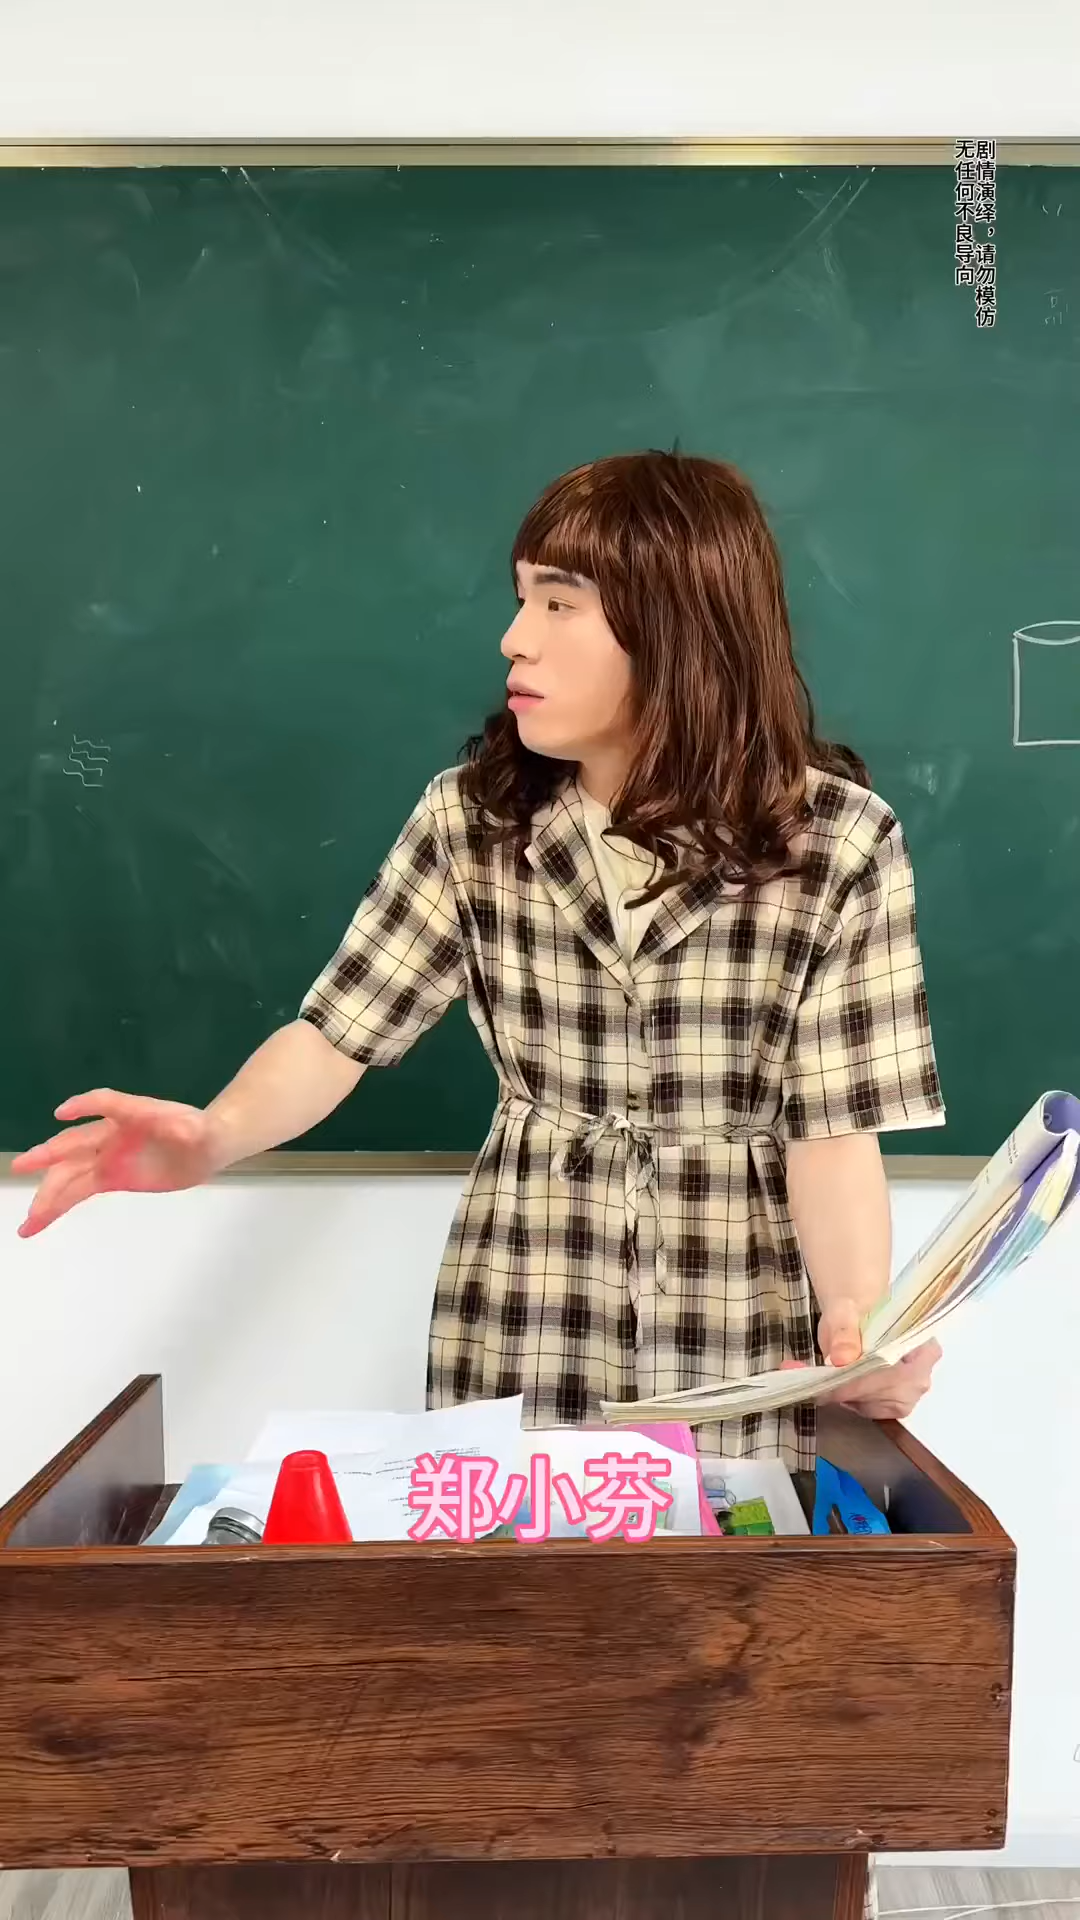 剧情演绎，请勿模仿
无任何不良导向
郑小芬